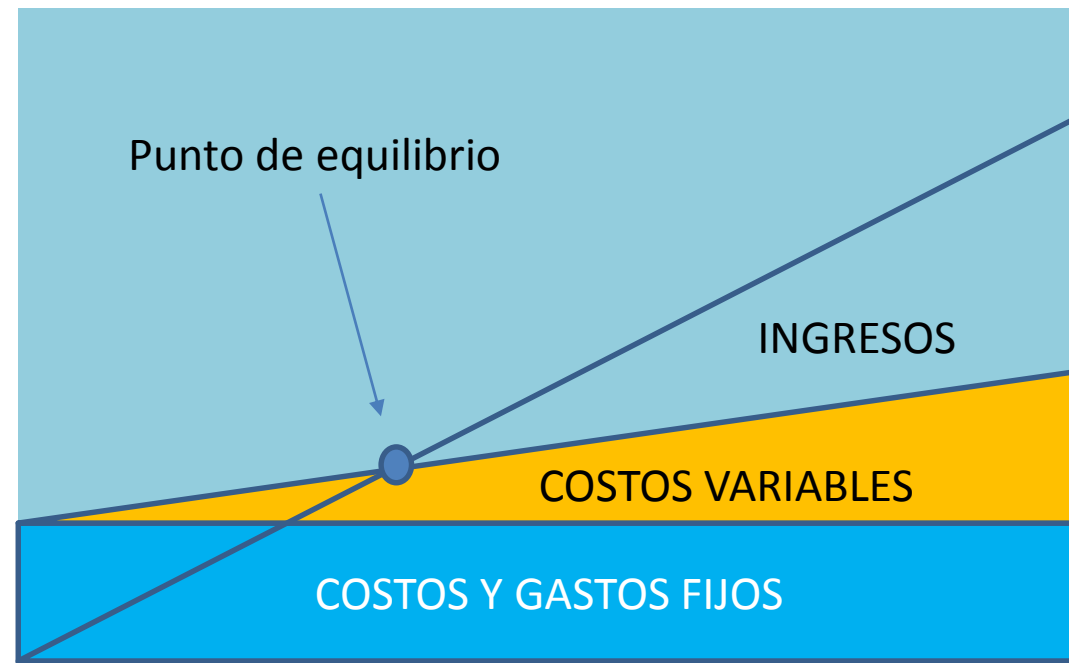 Punto de equilibrio
INGRESOS
COSTOS VARIABLES
COSTOS Y GASTOS FIJOS